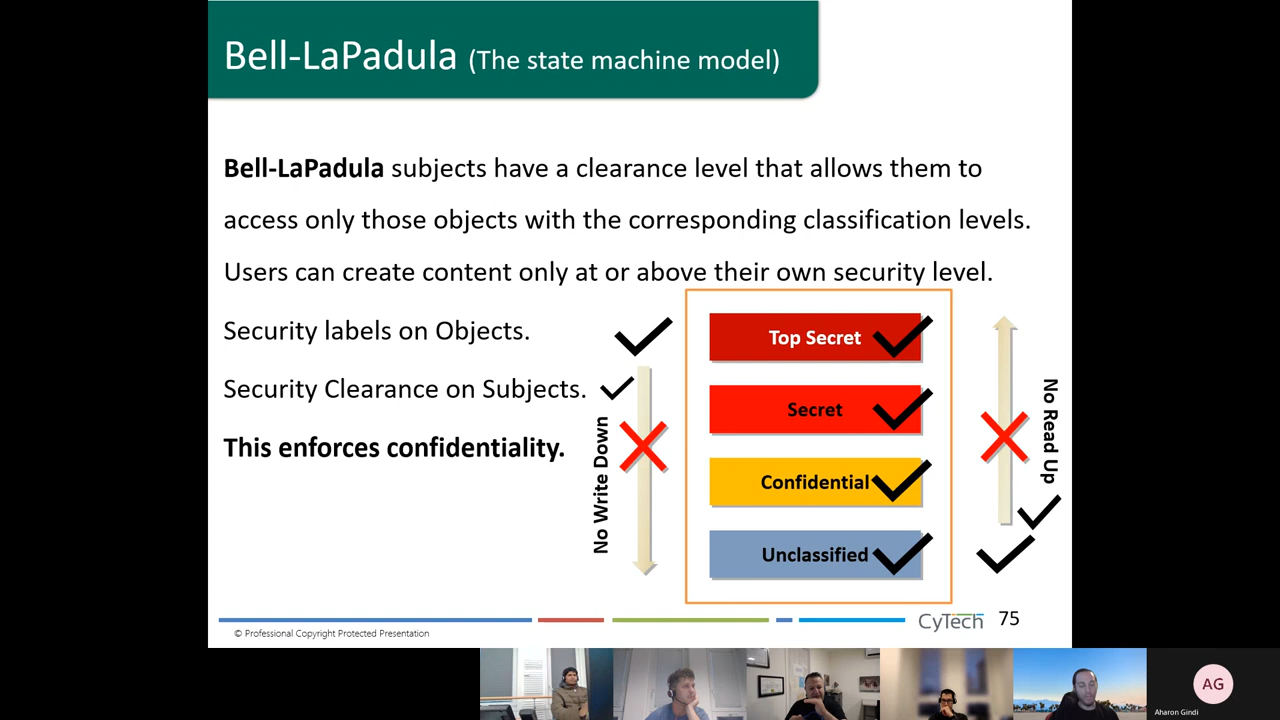 Bell-LaPadula (The state machine model)
Bell-LaPadula subjects have a clearance level that allows them to
access only those objects with the corresponding classification levels.
Users can create content only at or above their own security level.
Security labels on Objects.
Security Clearance on Subjects.
This enforces confidentiality.
No Write Down
Top Secret
Secret
Confidential
Unclassified
No Read Up
© Professional Copyright Protected Presentation
CyTech
75
AG
Aharon Gindi